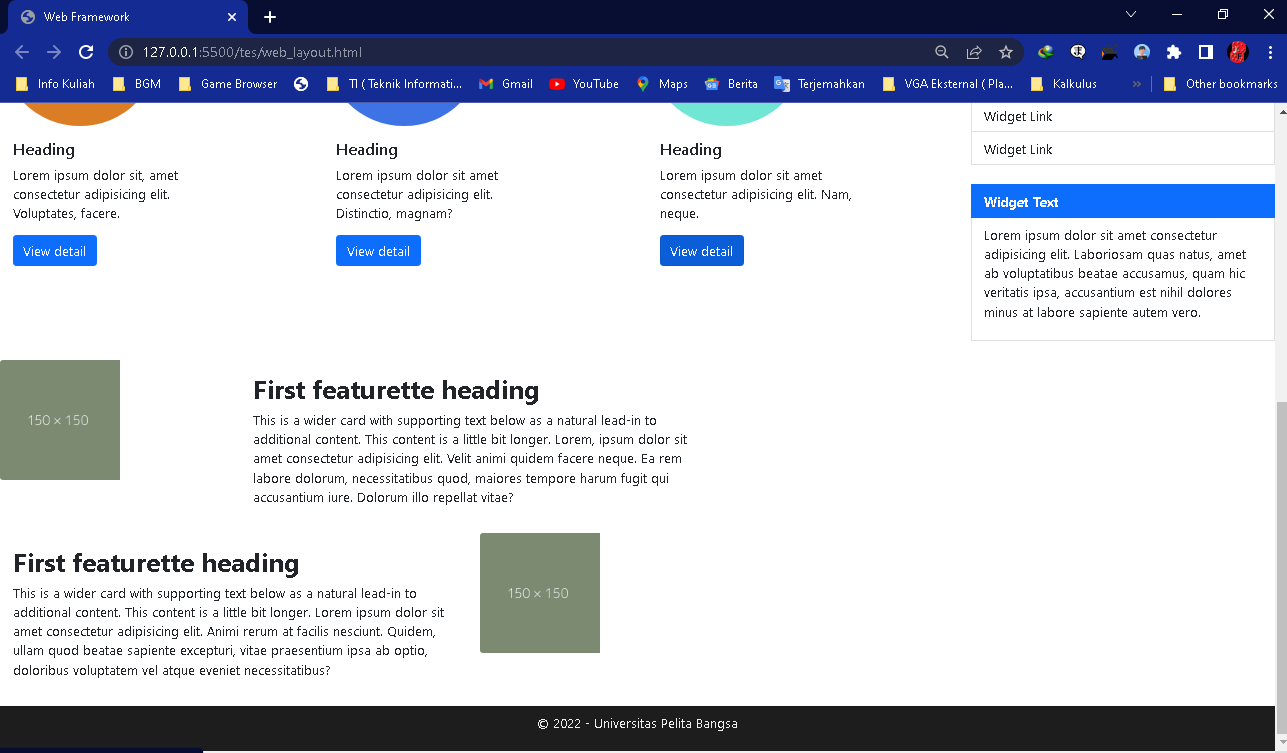 Web Framework
127.0.0.1:5500/tes/web_layout.html
Info Kuliah
BGM
Game Browser
TI ( Teknik Informati...
Gmail
YouTube
Maps
Berita
Terjemahkan
VGA Eksternal ( Pla...
Kalkulus
»
Other bookmarks
Heading
Lorem ipsum dolor sit, amet
consectetur adipisicing elit.
Voluptates, facere.
View detail
Heading
Lorem ipsum dolor sit amet
consectetur adipisicing elit.
Distinctio, magnam?
View detail
Heading
Lorem ipsum dolor sit amet
consectetur adipisicing elit. Nam,
neque.
View detail
Widget Link
Widget Link
Widget Text
Lorem ipsum dolor sit amet consectetur
adipisicing elit. Laboriosam quas natus, amet
ab voluptatibus beatae accusamus, quam hic
veritatis ipsa, accusantium est nihil dolores
minus at labore sapiente autem vero.
150 × 150
First featurette heading
This is a wider card with supporting text below as a natural lead-in to
additional content. This content is a little bit longer. Lorem, ipsum dolor sit
amet consectetur adipisicing elit. Velit animi quidem facere neque. Ea rem
labore dolorum, necessitatibus quod, maiores tempore harum fugit qui
accusantium iure. Dolorum illo repellat vitae?
First featurette heading
This is a wider card with supporting text below as a natural lead-in to
additional content. This content is a little bit longer. Lorem ipsum dolor sit
amet consectetur adipisicing elit. Animi rerum at facilis nesciunt. Quidem,
ullam quod beatae sapiente excepturi, vitae praesentium ipsa ab optio,
doloribus voluptatem vel atque eveniet necessitatibus?
150 × 150
© 2022 - Universitas Pelita Bangsa